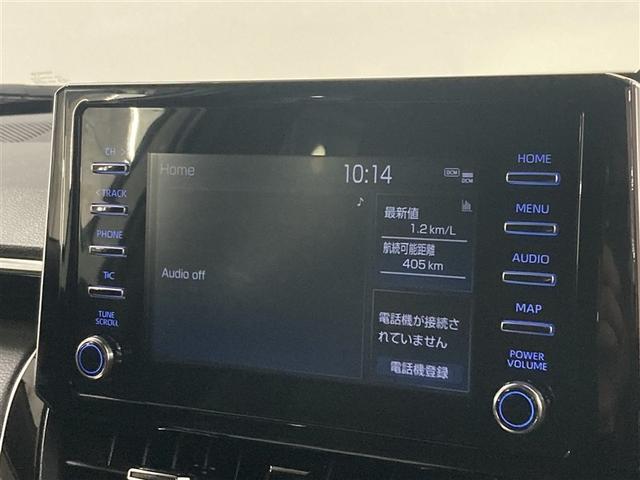 CH >
< TRACK
PHONE
T\C
TUNE
SCROLL
Home
10:14
DCM
DCM
♪
最新値
1.2 km/L
航続可能距離
405 km
Audio off
電話機が接続さ
れていません
電話機登録
HOME
MENU
AUDIO
MAP
POWER
VOLUME